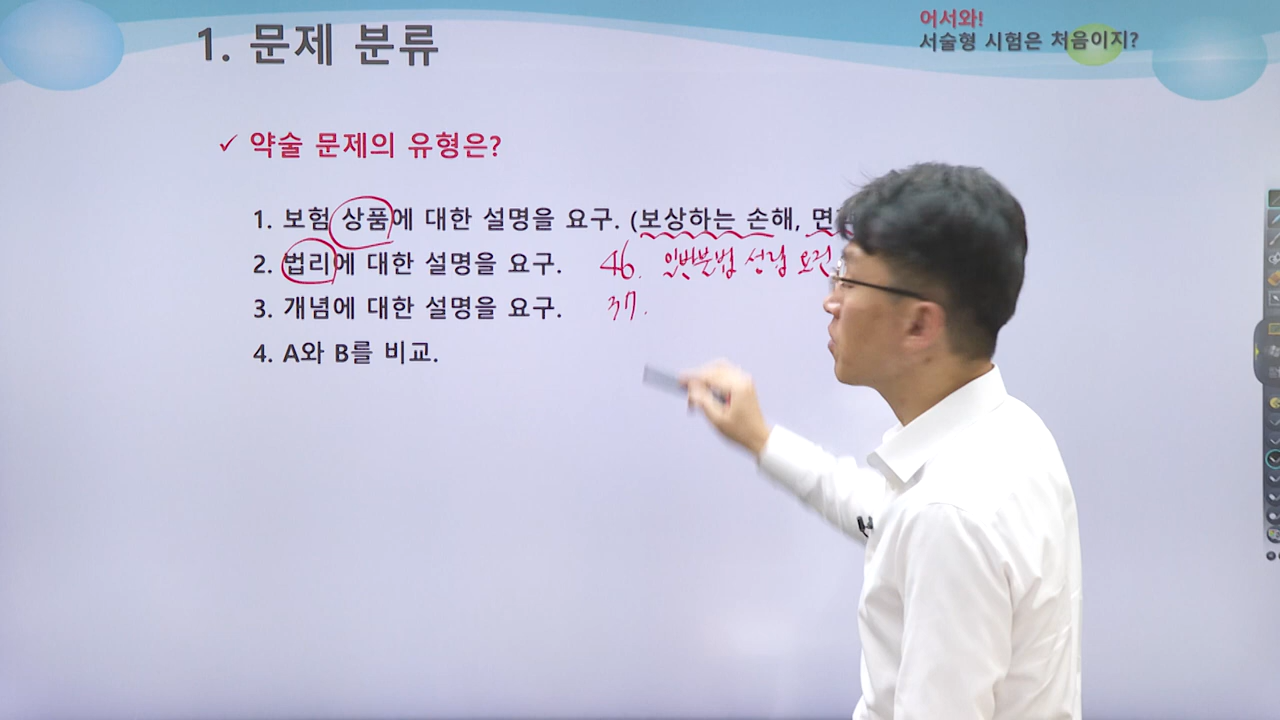 어서와!
서술형 시험은 처음이지?
1. 문제 분류
✓ 약술 문제의 유형은?
1. 보험 상품에 대한 설명을 요구. (보상하는 손해, 면
2. 법리에 대한 설명을 요구. 46. 일반불법 성립 요건
3. 개념에 대한 설명을 요구. 37.
4. A와 B를 비교.